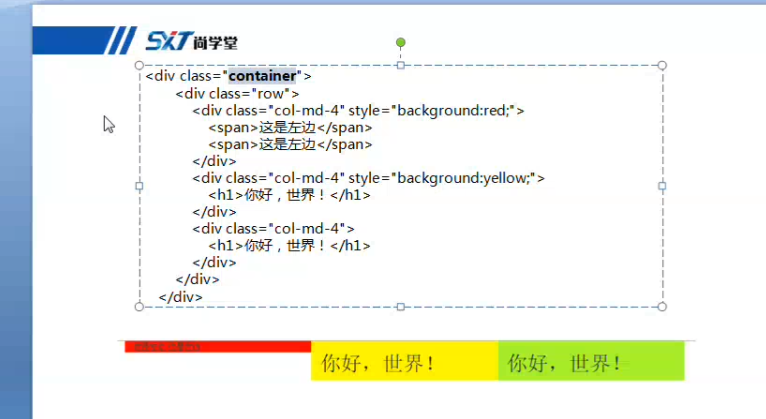 SXT尚学堂
<div class="container">
<div class="row">
<div class="col-md-4" style="background:red;">
<span>这是左边</span>
<span>这是左边</span>
</div>
<div class="col-md-4" style="background:yellow;">
<h1>你好，世界！</h1>
</div>
<div class="col-md-4">
<h1>你好，世界！</h1>
</div>
</div>
</div>
你好，世界！ 你好，世界！